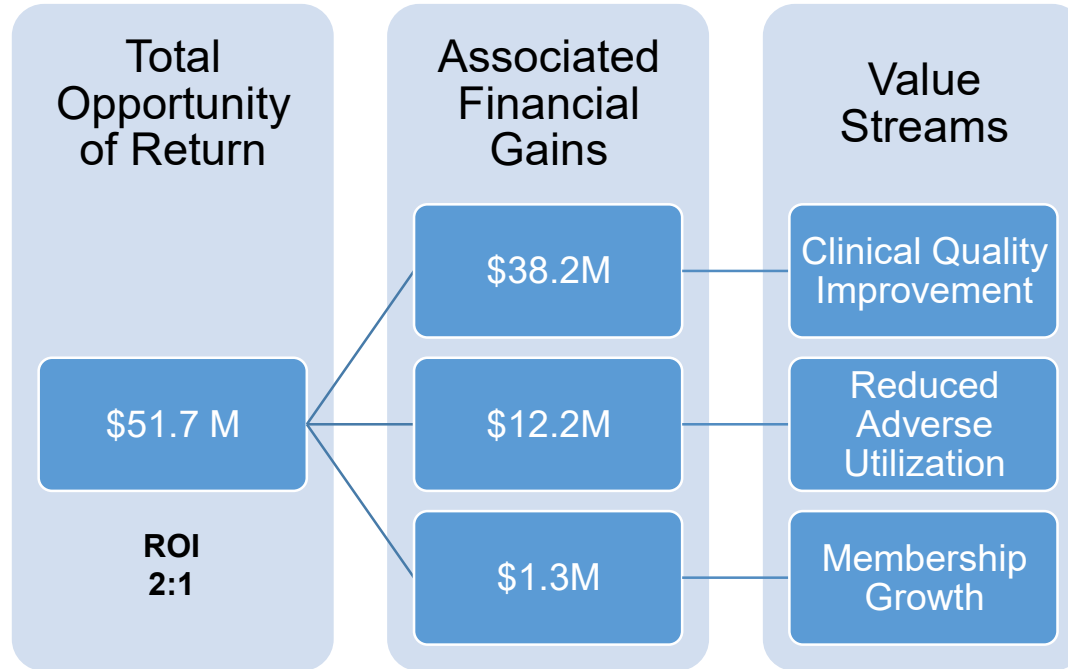 Total
Opportunity
of Return
$51.7 M
ROI
2:1
Associated
Financial
Gains
$38.2M
$12.2M
$1.3M
Value
Streams
Clinical Quality
Improvement
Reduced
Adverse
Utilization
Membership
Growth